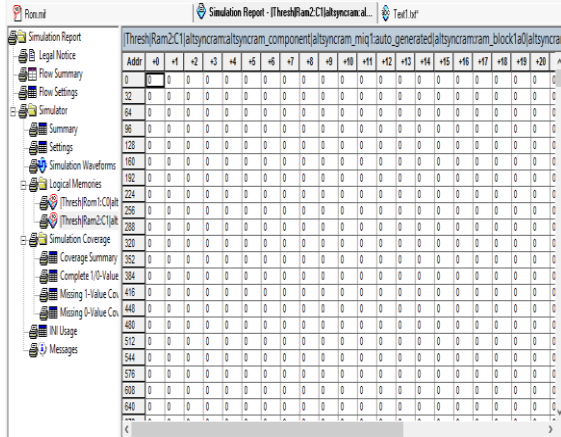 Rom.mif
Simulation Report - |Thresh|Ram2:C1|altsyncram:al...
Text1.txt*
Simulation Report
Legal Notice
Flow Summary
Flow Settings
Simulator
Summary
Settings
Simulation Waveforms
Logical Memories
|Thresh|Rom1:C0|alt
|Thresh|Ram2:C1|alt
Simulation Coverage
Coverage Summary
Complete 1/0-Value
Missing 1-Value Cov
Missing 0-Value Cov
INI Usage
Messages
|Thresh|Ram2:C1|altsyncram:altsyncram_component|altsyncram_miq1:auto_generated|altsyncram:ram_block1a0|altsyncra
Addr +0 +1 +2 +3 +4 +5 +6 +7 +8 +9 +10 +11 +12 +13 +14 +15 +16 +17 +18 +19 +20
0 0 0 0 0 0 0 0 0 0 0 0 0 0 0 0 0 0 0 0 0 0 0
32 0 0 0 0 0 0 0 0 0 0 0 0 0 0 0 0 0 0 0 0 0 0
64 0 0 0 0 0 0 0 0 0 0 0 0 0 0 0 0 0 0 0 0 0 0
96 0 0 0 0 0 0 0 0 0 0 0 0 0 0 0 0 0 0 0 0 0 0
128 0 0 0 0 0 0 0 0 0 0 0 0 0 0 0 0 0 0 0 0 0 0
160 0 0 0 0 0 0 0 0 0 0 0 0 0 0 0 0 0 0 0 0 0 0
192 0 0 0 0 0 0 0 0 0 0 0 0 0 0 0 0 0 0 0 0 0 0
224 0 0 0 0 0 0 0 0 0 0 0 0 0 0 0 0 0 0 0 0 0 0
256 0 0 0 0 0 0 0 0 0 0 0 0 0 0 0 0 0 0 0 0 0 0
288 0 0 0 0 0 0 0 0 0 0 0 0 0 0 0 0 0 0 0 0 0 0
320 0 0 0 0 0 0 0 0 0 0 0 0 0 0 0 0 0 0 0 0 0 0
352 0 0 0 0 0 0 0 0 0 0 0 0 0 0 0 0 0 0 0 0 0 0
384 0 0 0 0 0 0 0 0 0 0 0 0 0 0 0 0 0 0 0 0 0 0
416 0 0 0 0 0 0 0 0 0 0 0 0 0 0 0 0 0 0 0 0 0 0
448 0 0 0 0 0 0 0 0 0 0 0 0 0 0 0 0 0 0 0 0 0 0
480 0 0 0 0 0 0 0 0 0 0 0 0 0 0 0 0 0 0 0 0 0 0
512 0 0 0 0 0 0 0 0 0 0 0 0 0 0 0 0 0 0 0 0 0 0
544 0 0 0 0 0 0 0 0 0 0 0 0 0 0 0 0 0 0 0 0 0 0
576 0 0 0 0 0 0 0 0 0 0 0 0 0 0 0 0 0 0 0 0 0 0
608 0 0 0 0 0 0 0 0 0 0 0 0 0 0 0 0 0 0 0 0 0 0
640 0 0 0 0 0 0 0 0 0 0 0 0 0 0 0 0 0 0 0 0 0 0